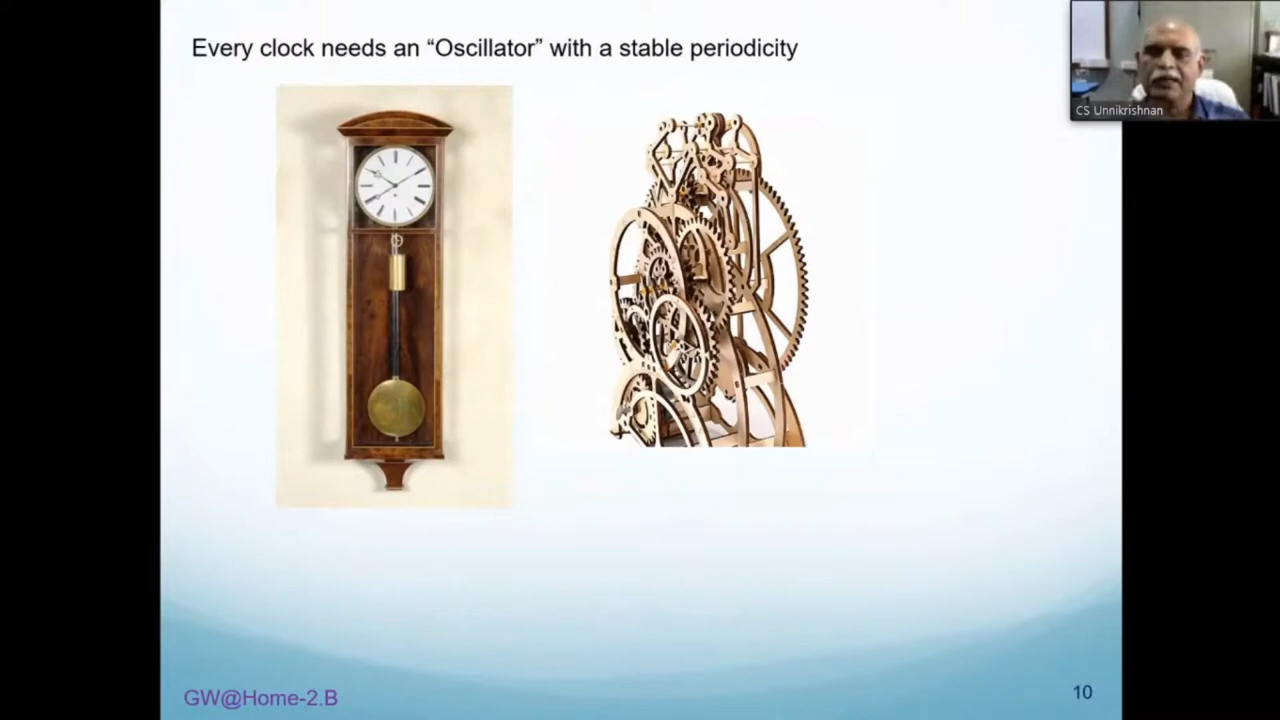 Every clock needs an “Oscillator” with a stable periodicity
CS Unnikrishnan
GW@Home-2.B
10